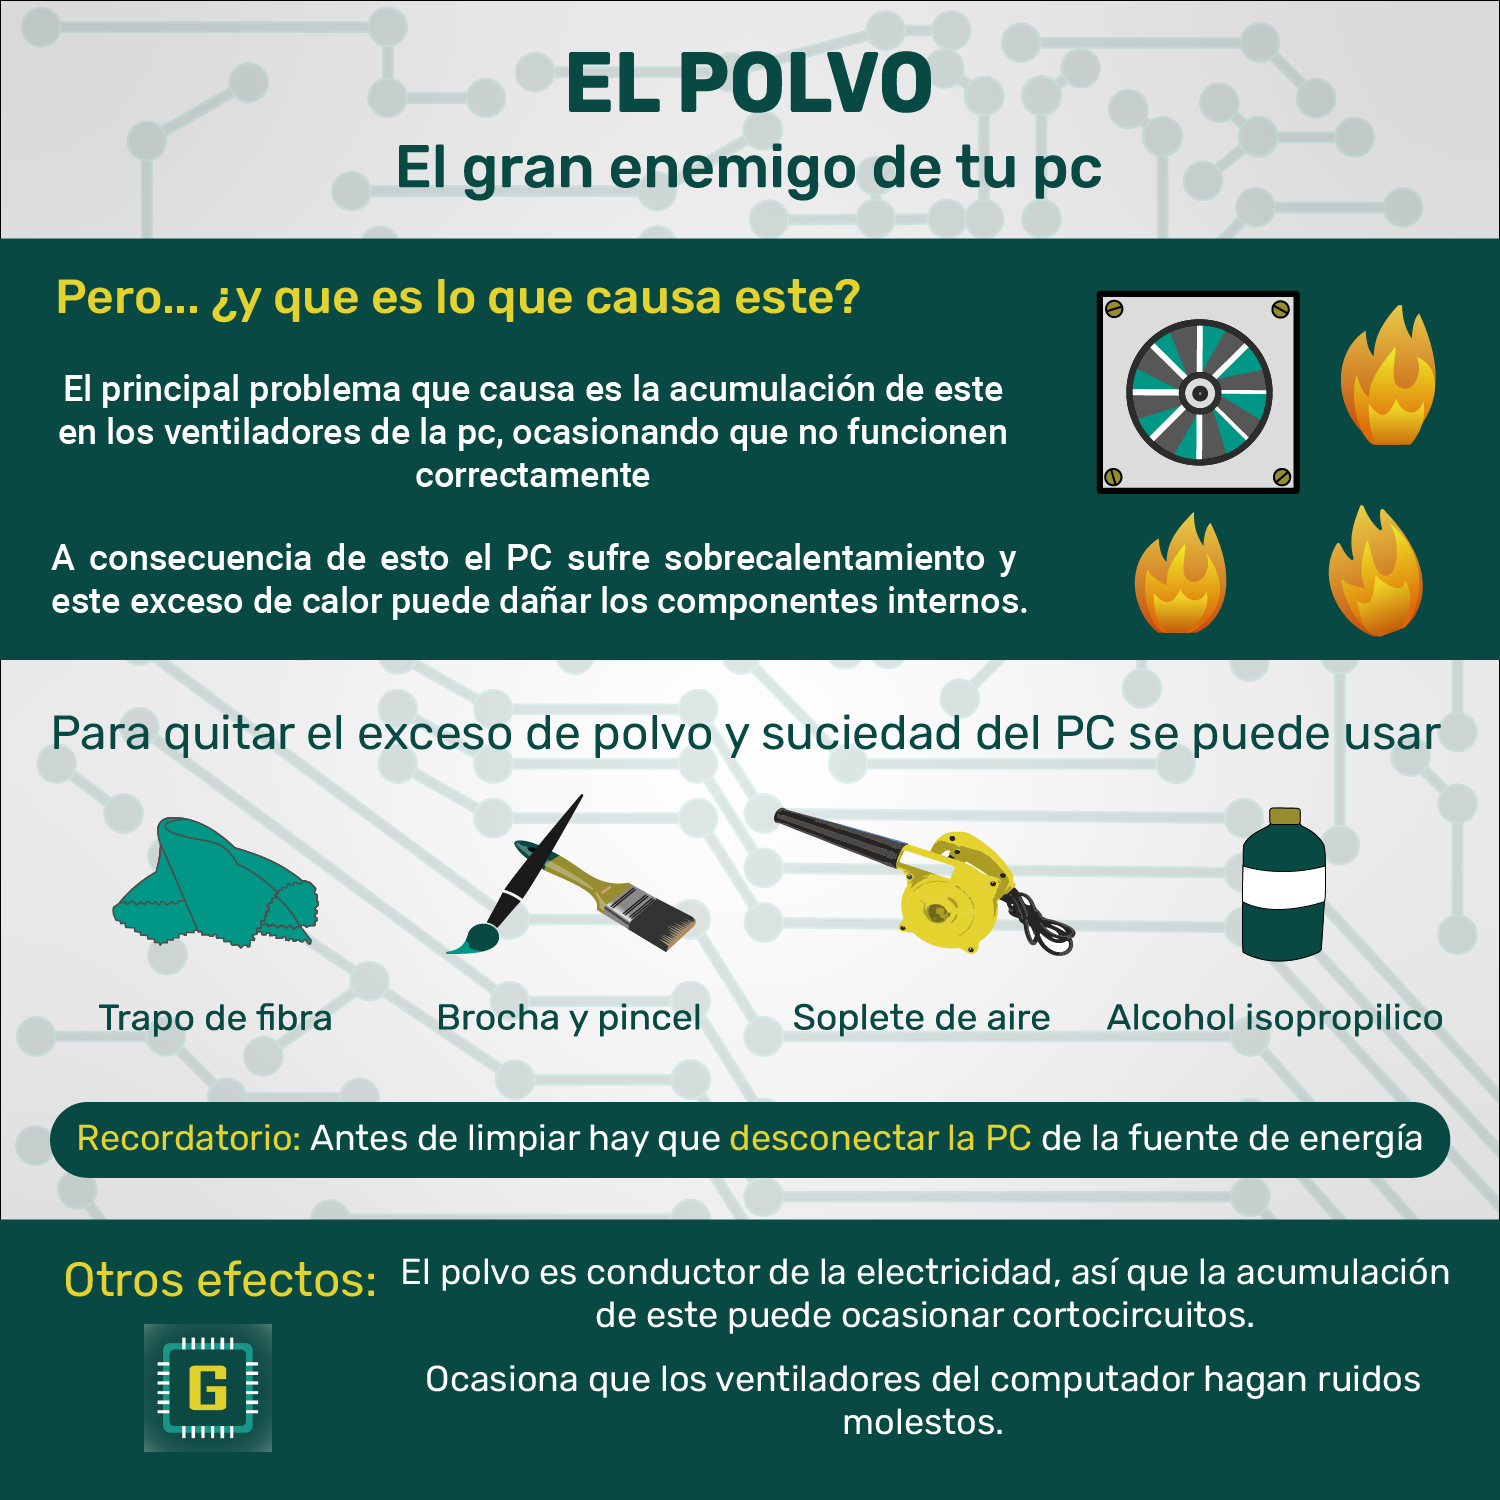 EL POLVO
El gran enemigo de tu pc
Pero... ¿y que es lo que causa este?
El principal problema que causa es la acumulación de este
en los ventiladores de la pc, ocasionando que no funcionen
correctamente
A consecuencia de esto el PC sufre sobrecalentamiento y
este exceso de calor puede dañar los componentes internos.
Para quitar el exceso de polvo y suciedad del PC se puede usar
Trapo de fibra
Brocha y pincel
Soplete de aire
Alcohol isopropilico
Recordatorio: Antes de limpiar hay que desconectar la PC de la fuente de energía
Otros efectos:
El polvo es conductor de la electricidad, así que la acumulación
de este puede ocasionar cortocircuitos.
Ocasiona que los ventiladores del computador hagan ruidos
molestos.
G